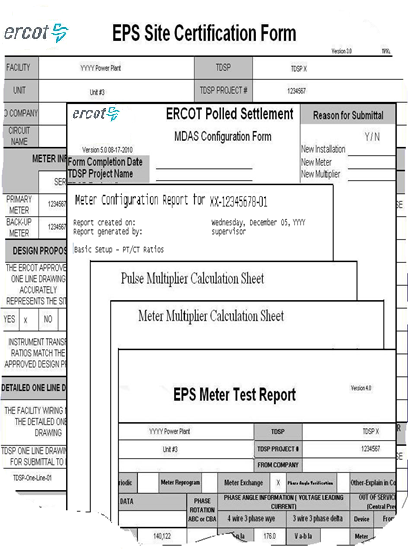 ercot
EPS Site Certification Form
Version 3.0
FACILITY
YYYY Power Plant
TDSP
TDSP X
UNIT
Unit #3
TDSP PROJECT #
1234567
COMPANY
CIRCUIT
NAME
METER
SER
PRIMARY
METER
1234567
BACK-UP
METER
1234567
DESIGN PROPOS
THE ERCOT APPROVE
ONE LINE DRAWING
ACCURATELY
REPRESENTS THE SIT
YES
x
NO
INSTRUMENT TRANS
RATIOS MATCH THE
APPROVED DESIGN P
DETAILED ONE LINE D
THE FACILITY WIRING
THE DETAILED ONE
DRAWING
TDSP ONE LINE DRAWIN
FOR SUBMITTAL TO
TDSP-One-Line-01
ercot
ERCOT Polled Settlement
MDAS Configuration Form
Version 5.0 08-17-2010
Form Completion Date
TDSP Project Name
Reason for Submittal
Y / N
New Installation
New Meter
New Multiplier
Meter Configuration Report for XX-12345678-01
Report created on:
Wednesday, December 05, YYYY
Report generated by:
supervisor
Basic Setup - PT/CT Ratios
Pulse Multiplier Calculation Sheet
Meter Multiplier Calculation Sheet
EPS Meter Test Report
Version 4.0
YYYY Power Plant
TDSP
TDSP X
Unit #3
TDSP PROJECT #
1234567
FROM COMPANY
riodic
Meter Reprogram
Meter Exchange
X
Phase Angle Verification
Other-Explain in Co
DATA
PHASE
ROTATION
ABC or CBA
PHASE ANGLE INFORMATION ( VOLTAGE LEADING
CURRENT)
4 wire 3 phase wye
3 wire 3 phase delta
OUT OF SERVIC
(Central Pre
Device
From
140,122
176.0
V a-b Ia
Meter